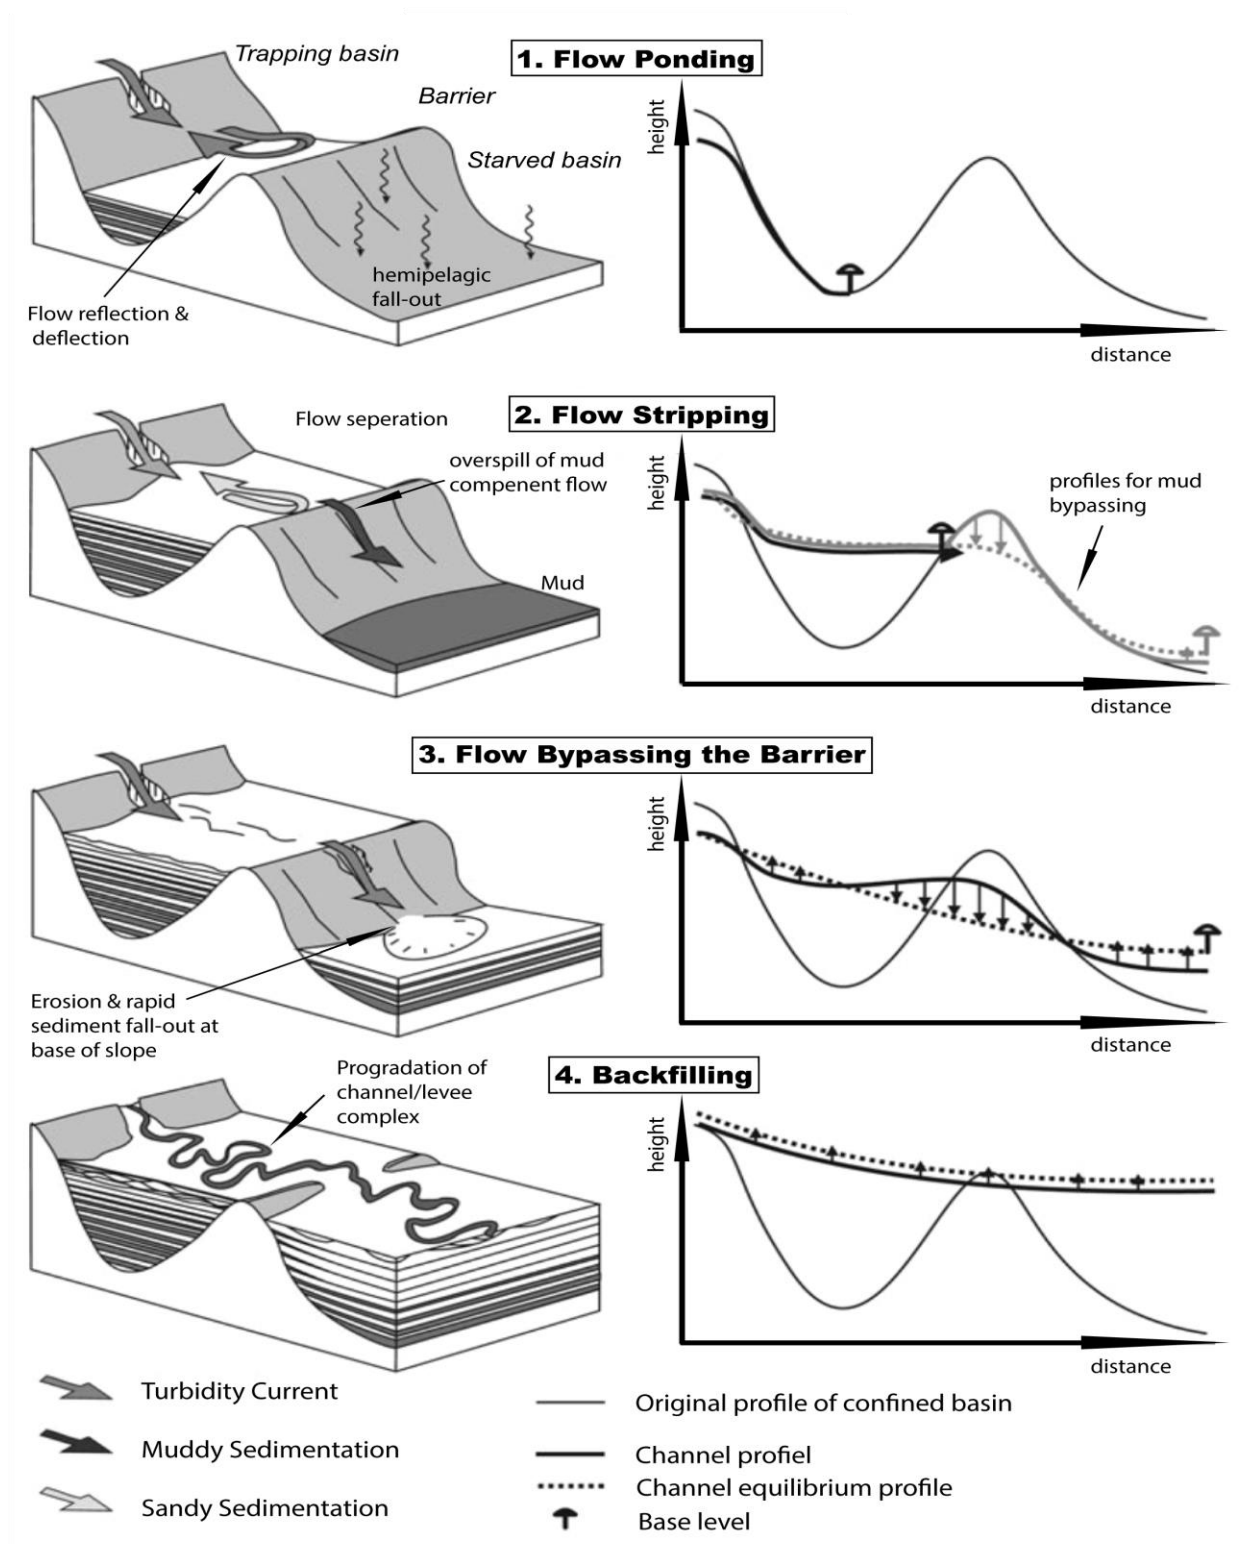 Trapping basin
Barrier
Starved basin
hemipelagic
fall-out
Flow reflection &
deflection
1. Flow Ponding
height
distance
Flow seperation
overspill of mud
compenent flow
Mud
2. Flow Stripping
height
profiles for mud
bypassing
distance
3. Flow Bypassing the Barrier
Erosion & rapid
sediment fall-out at
base of slope
height
distance
Progradation of
channel/levee
complex
4. Backfilling
height
distance
Turbidity Current
Muddy Sedimentation
Sandy Sedimentation
Original profile of confined basin
Channel profiel
Channel equilibrium profile
Base level